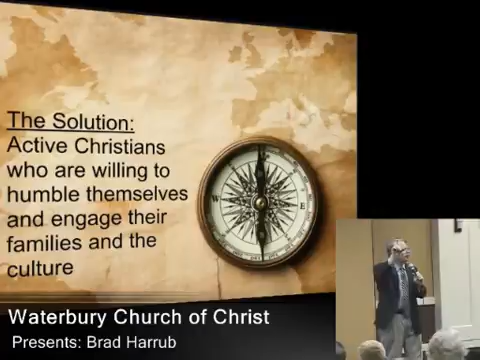 The Solution:
Active Christians
who are willing to
humble themselves
and engage their
families and the
culture
W
E
Waterbury Church of Christ
Presents: Brad Harrub